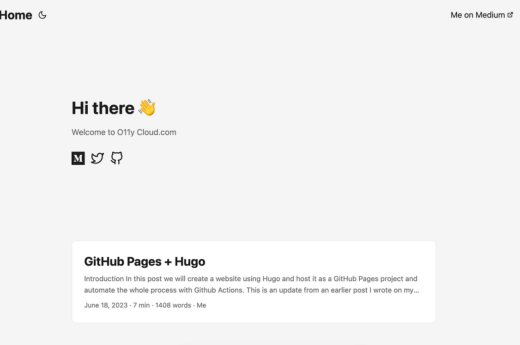 Home
Me on Medium
Hi there 👋
Welcome to O11y Cloud.com
M
GitHub Pages + Hugo
Introduction In this post we will create a website using Hugo and host it as a GitHub Pages project and
automate the whole process with Github Actions. This is an update from an earlier post I wrote on my...
June 18, 2023 · 7 min · 1408 words · Me